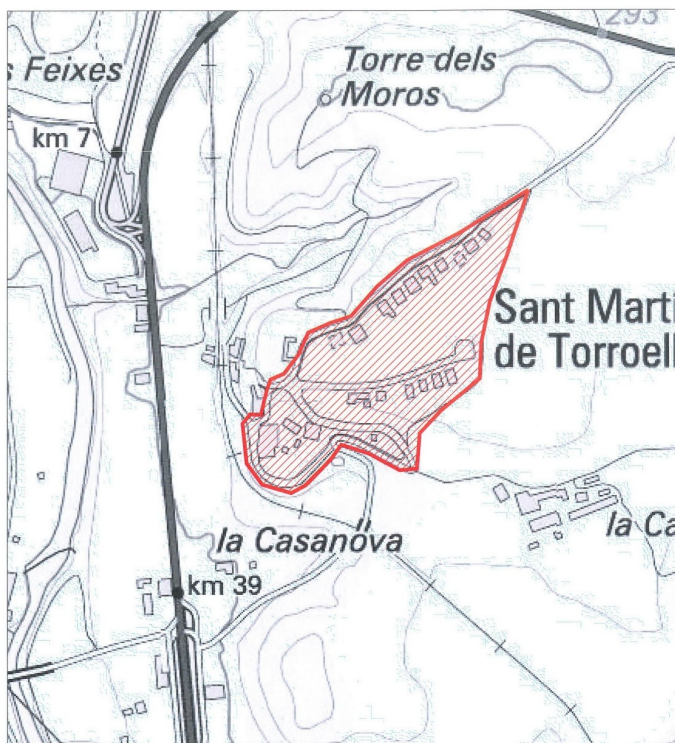 293
s Feixes
Torre dels
Moros
km 7
Sant Martí
de Torroell
la Casanova
la Ca
km 39